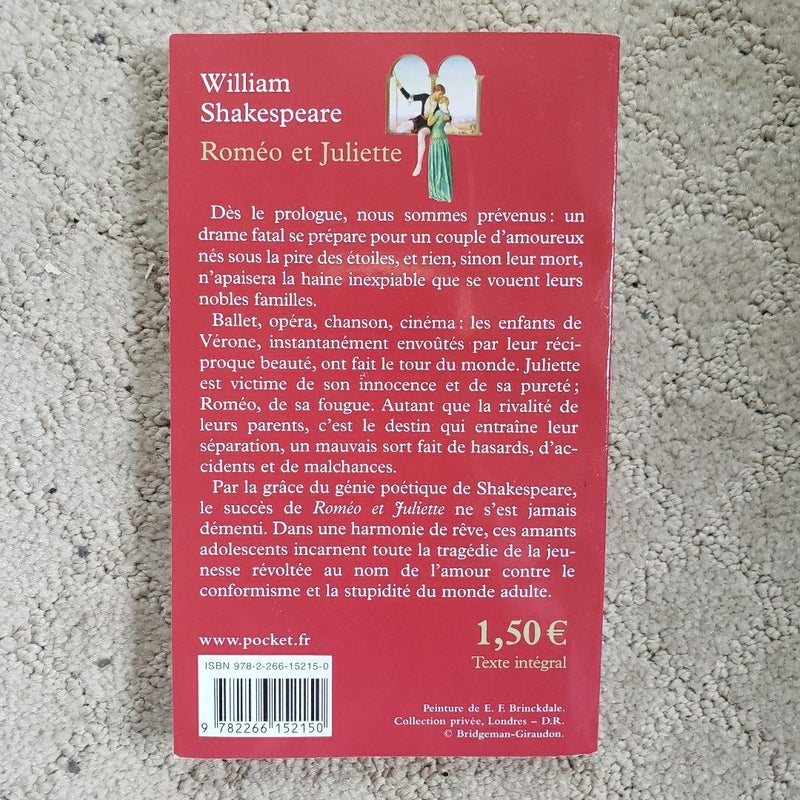 William
Shakespeare
Roméo et Juliette
Dès le prologue, nous sommes prévenus : un
drame fatal se prépare pour un couple d'amoureux
nés sous la pire des étoiles, et rien, sinon leur mort,
n'apaisera la haine inexpiable que se vouent leurs
nobles familles.
Ballet, opéra, chanson, cinéma : les enfants de
Vérone, instantanément envoûtés par leur réci-
proque beauté, ont fait le tour du monde. Juliette
est victime de son innocence et de sa pureté ;
Roméo, de sa fougue. Autant que la rivalité de
leurs parents, c'est le destin qui entraîne leur
séparation, un mauvais sort fait de hasards, d'ac-
cidents et de malchances.
Par la grâce du génie poétique de Shakespeare,
le succès de Roméo et Juliette ne s'est jamais
démenti. Dans une harmonie de rêve, ces amants
adolescents incarnent toute la tragédie de la jeu-
nesse révoltée au nom de l'amour contre le
conformisme et la stupidité du monde adulte.
www.pocket.fr
1,50 €
Texte intégral
ISBN 978-2-266-15215-0
9 782266 152150
Peinture de E. F. Brinckdale.
Collection privée, Londres – D.R.
© Bridgeman-Giraudon.